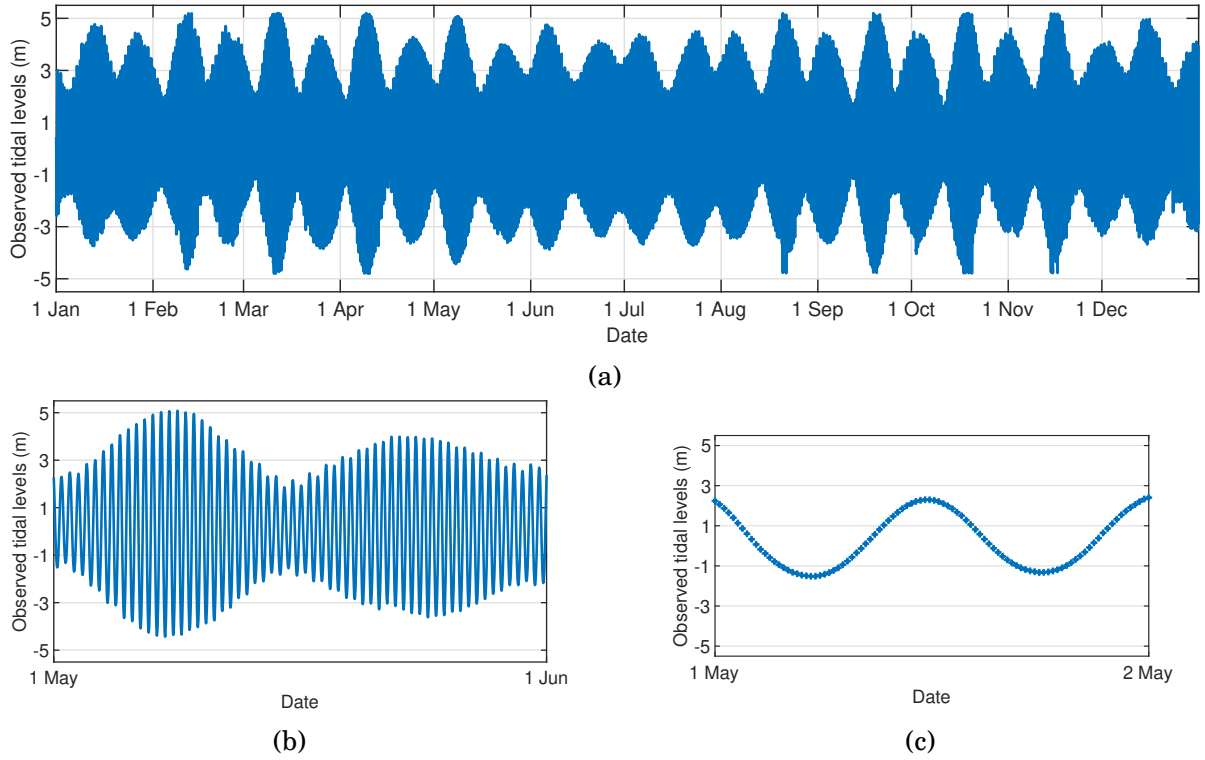 Observed tidal levels (m)
5
3
1
-1
-3
-5
1 Jan 1 Feb 1 Mar 1 Apr 1 May 1 Jun 1 Jul 1 Aug 1 Sep 1 Oct 1 Nov 1 Dec
Date
(a)
Observed tidal levels (m)
5
3
1
-1
-3
-5
1 May 1 Jun
Date
(b)
Observed tidal levels (m)
5
3
1
-1
-3
-5
1 May 2 May
Date
(c)